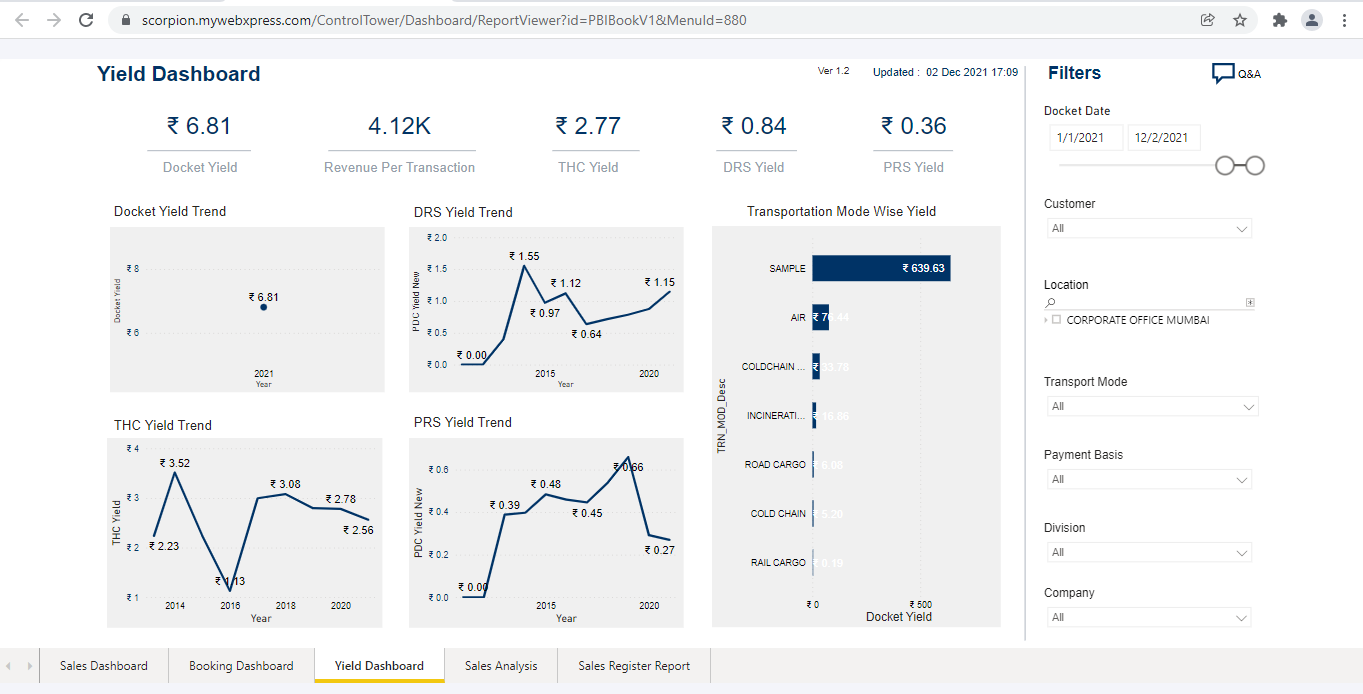 scorpion.mywebxpress.com/ControlTower/Dashboard/ReportViewer?id=PBIBookV1&MenuId=880
Yield Dashboard
Ver 1.2
Updated : 02 Dec 2021 17:09
₹ 6.81
Docket Yield
4.12K
Revenue Per Transaction
₹ 2.77
THC Yield
₹ 0.84
DRS Yield
₹ 0.36
PRS Yield
Docket Yield Trend
Docket Yield
₹ 8
₹ 6
₹ 6.81
2021
Year
DRS Yield Trend
PDC Yield New
₹ 2.0
₹ 1.5
₹ 1.0
₹ 0.5
₹ 0.0
₹ 0.00
₹ 1.55
₹ 0.97
₹ 1.12
₹ 0.64
₹ 1.15
2015
2020
Year
THC Yield Trend
THC Yield
₹ 4
₹ 3
₹ 2
₹ 1
₹ 2.23
₹ 3.52
₹ 1.13
₹ 3.08
₹ 2.78
₹ 2.56
2014
2016
2018
2020
Year
PRS Yield Trend
PDC Yield New
₹ 0.6
₹ 0.4
₹ 0.2
₹ 0.0
₹ 0.00
₹ 0.39
₹ 0.48
₹ 0.45
₹ 0.66
₹ 0.27
2015
2020
Year
Transportation Mode Wise Yield
TRN_MOD_Desc
SAMPLE ₹ 639.63
AIR
COLDCHAIN ...
INCINERATI...
ROAD CARGO
COLD CHAIN
RAIL CARGO
₹ 0
₹ 500
Docket Yield
Filters
Q&A
Docket Date
1/1/2021
12/2/2021
Customer
All
Location
CORPORATE OFFICE MUMBAI
Transport Mode
All
Payment Basis
All
Division
All
Company
All
Sales Dashboard
Booking Dashboard
Yield Dashboard
Sales Analysis
Sales Register Report